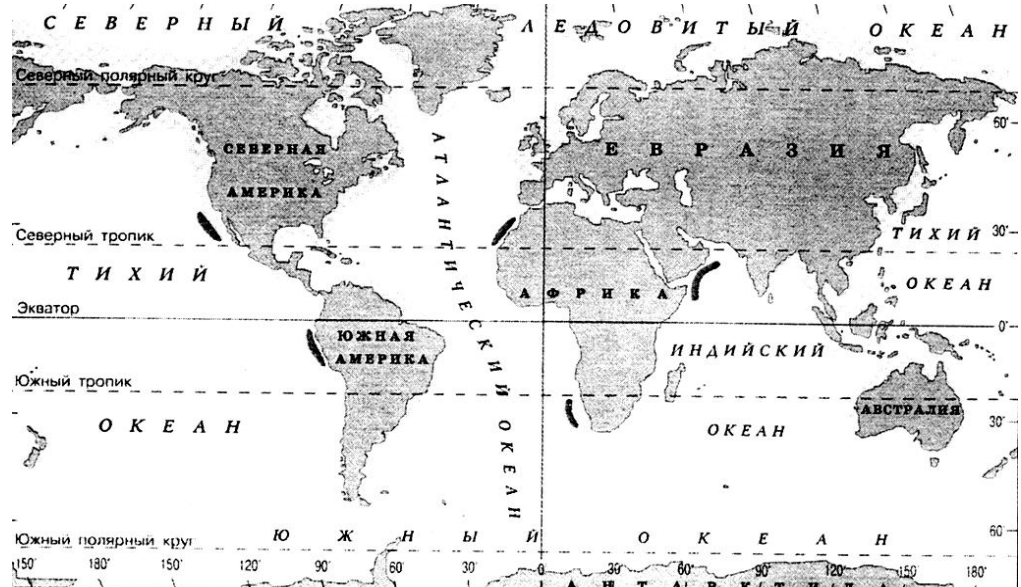 СЕВЕРНЫЙ ЛЕДОВИТЫЙ ОКЕАН
Северный полярный круг
60°
СЕВЕРНАЯ
АМЕРИКА
ЕВРАЗИЯ
АТЛАНТИЧЕСКИЙ ОКЕАН
Северный тропик
30°
ТИХИЙ
ОКЕАН
ТИХИЙ
АФРИКА
Экватор
0°
ЮЖНАЯ
АМЕРИКА
ИНДИЙСКИЙ
ОКЕАН
Южный тропик
АВСТРАЛИЯ
30°
ОКЕАН
60°
Южный полярный круг
ЮЖНЫЙ ОКЕАН
150° 120° 90° 60° 30° 0° 30° 60° 90° 120° 150° 180°
АНТАРКТИДА